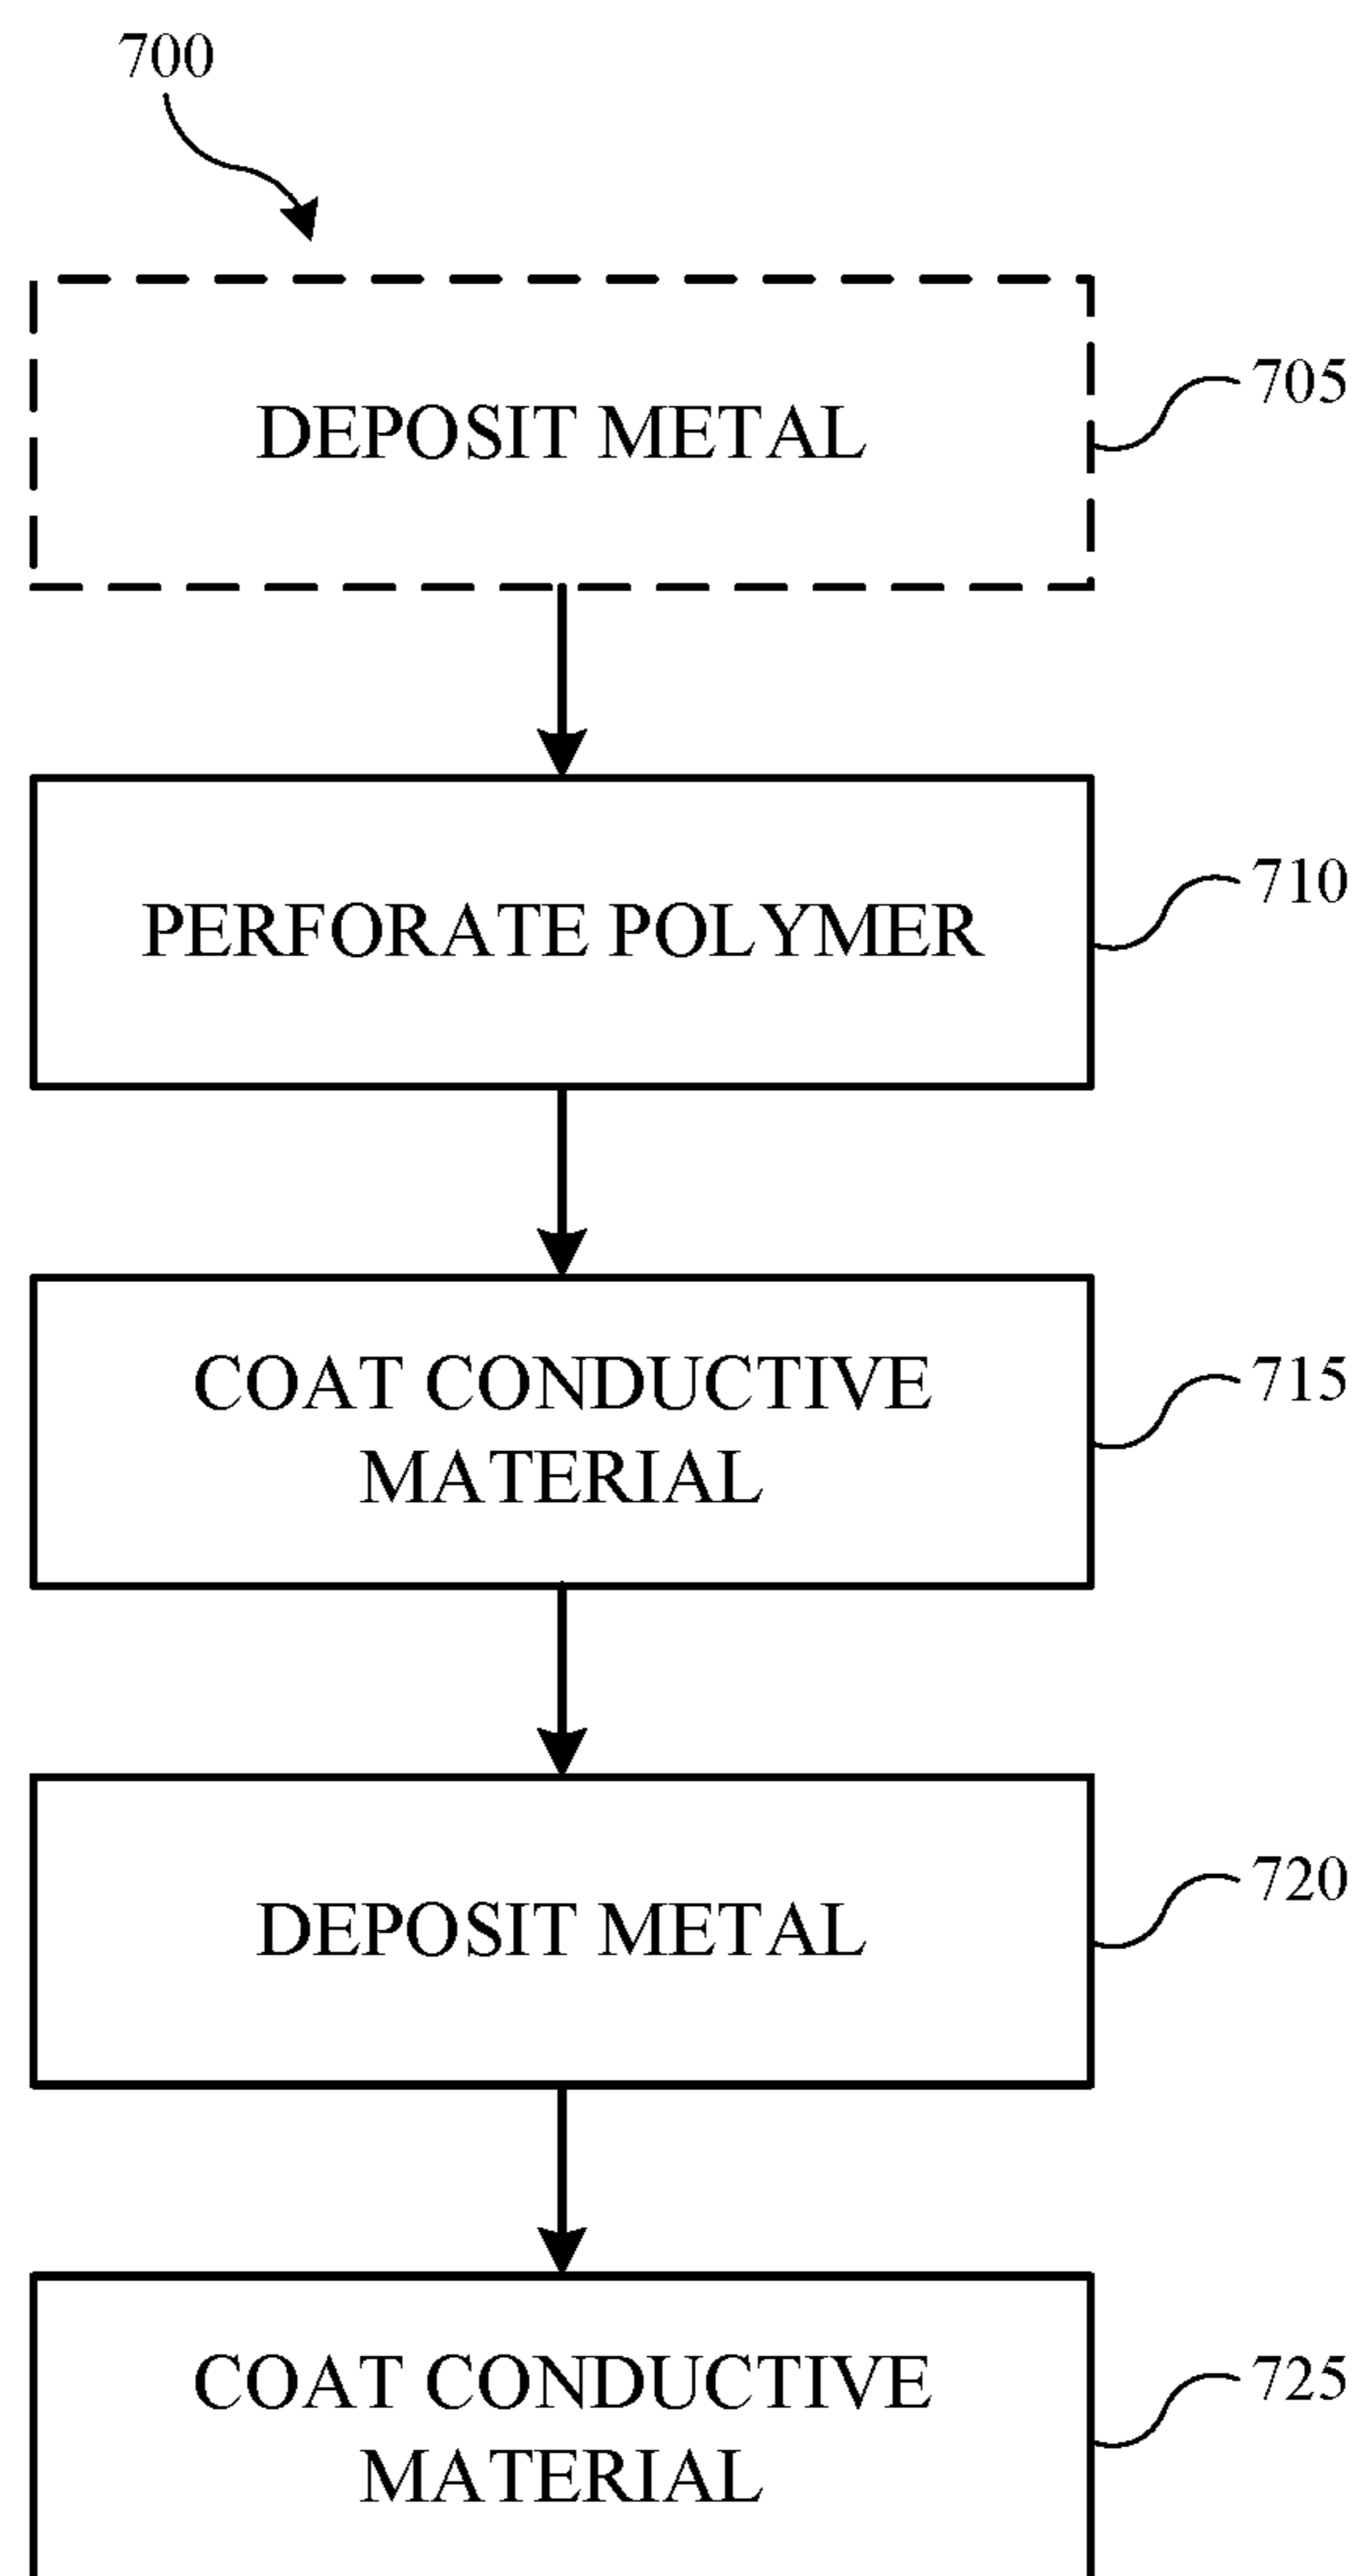 700
DEPOSIT METAL
705
PERFORATE POLYMER
710
COAT CONDUCTIVE
MATERIAL
715
DEPOSIT METAL
720
COAT CONDUCTIVE
MATERIAL
725